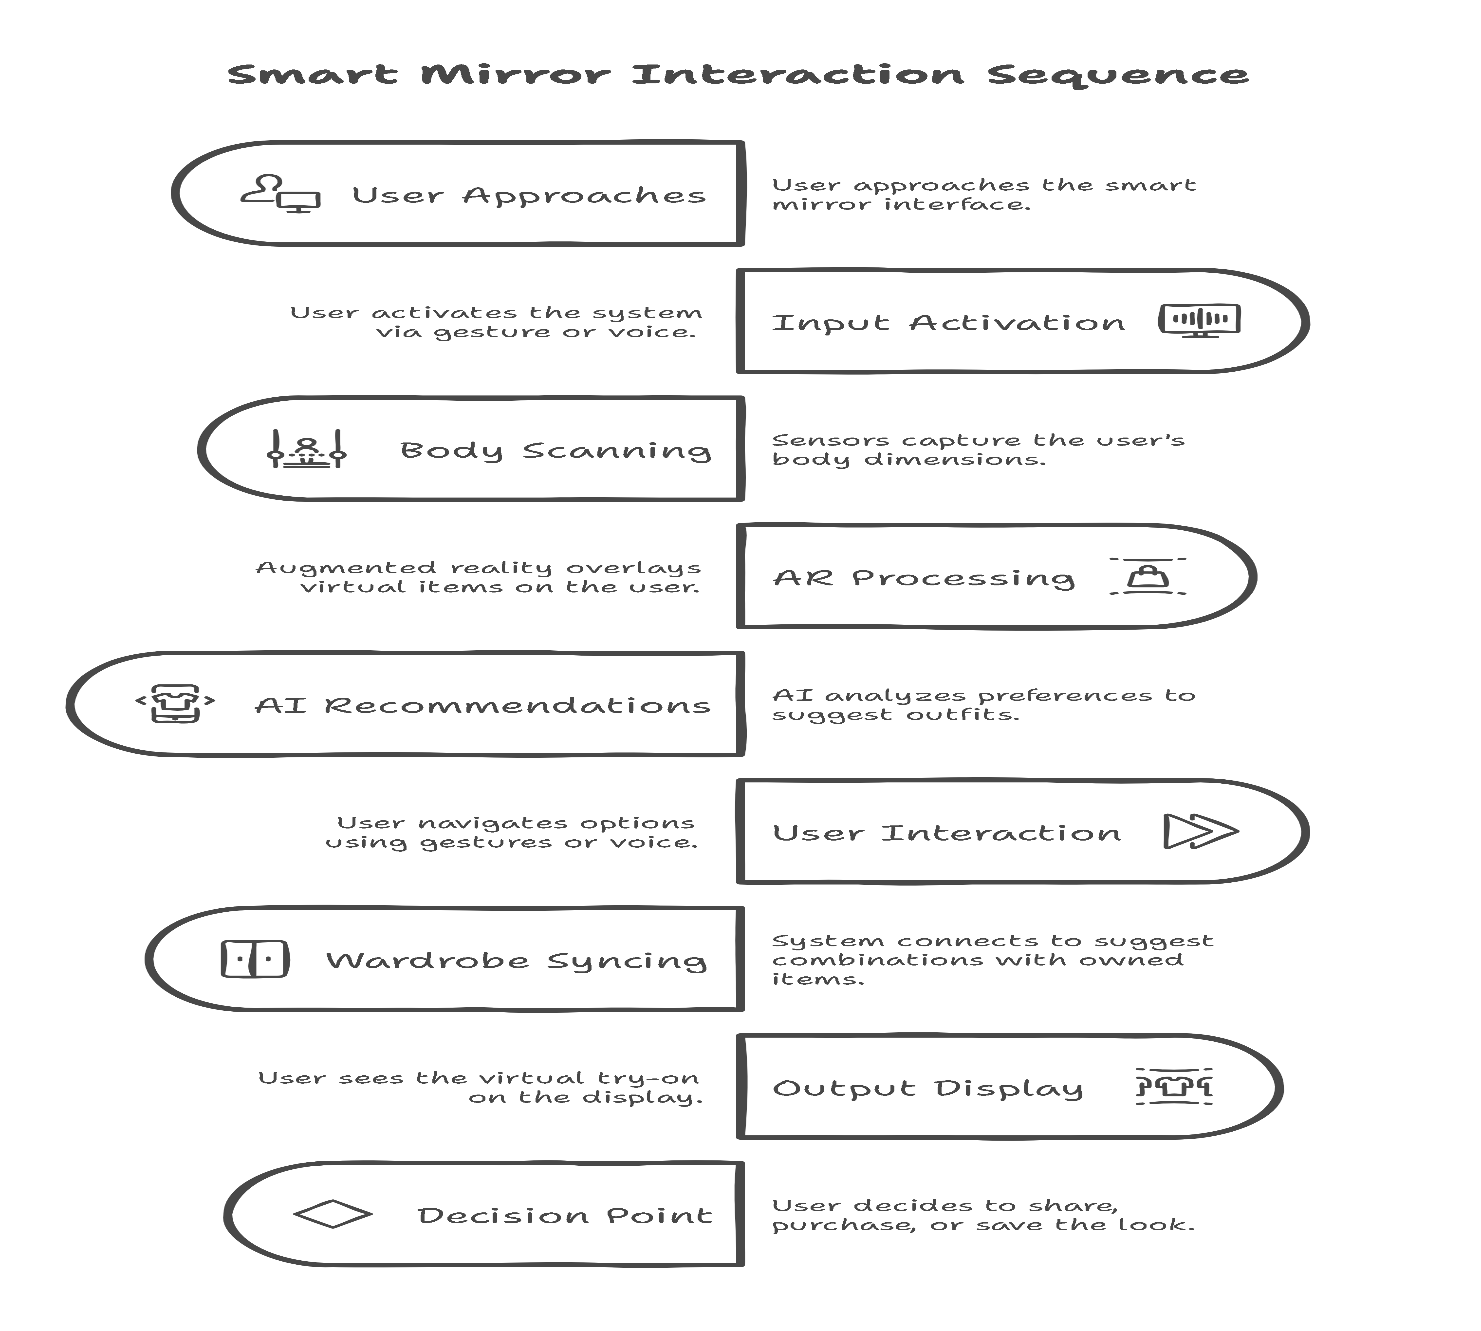 Smart Mirror Interaction Sequence
User Approaches
User approaches the smart
mirror interface.
User activates the system
via gesture or voice.
Input Activation
Body Scanning
Sensors capture the user's
body dimensions.
Augmented reality overlays
virtual items on the user.
AR Processing
AI Recommendations
AI analyzes preferences to
suggest outfits.
User navigates options
using gestures or voice.
User Interaction
Wardrobe Syncing
System connects to suggest
combinations with owned
items.
User sees the virtual try-on
on the display.
Output Display
Decision Point
User decides to share,
purchase, or save the look.